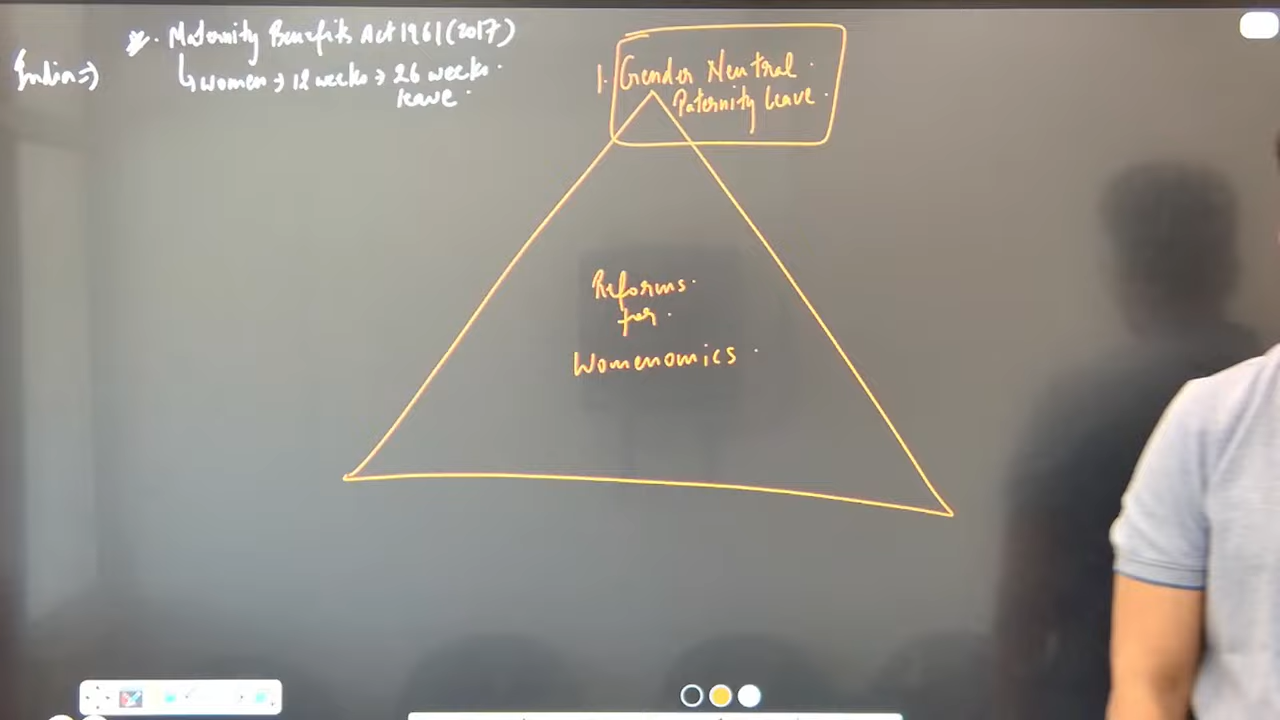 India ⇒
* Maternity Benefits Act 1961 (2017)
↳ women → 12 weeks → 26 weeks
leave
1. Gender Neutral
Paternity leave
Reforms
for
Womenomics